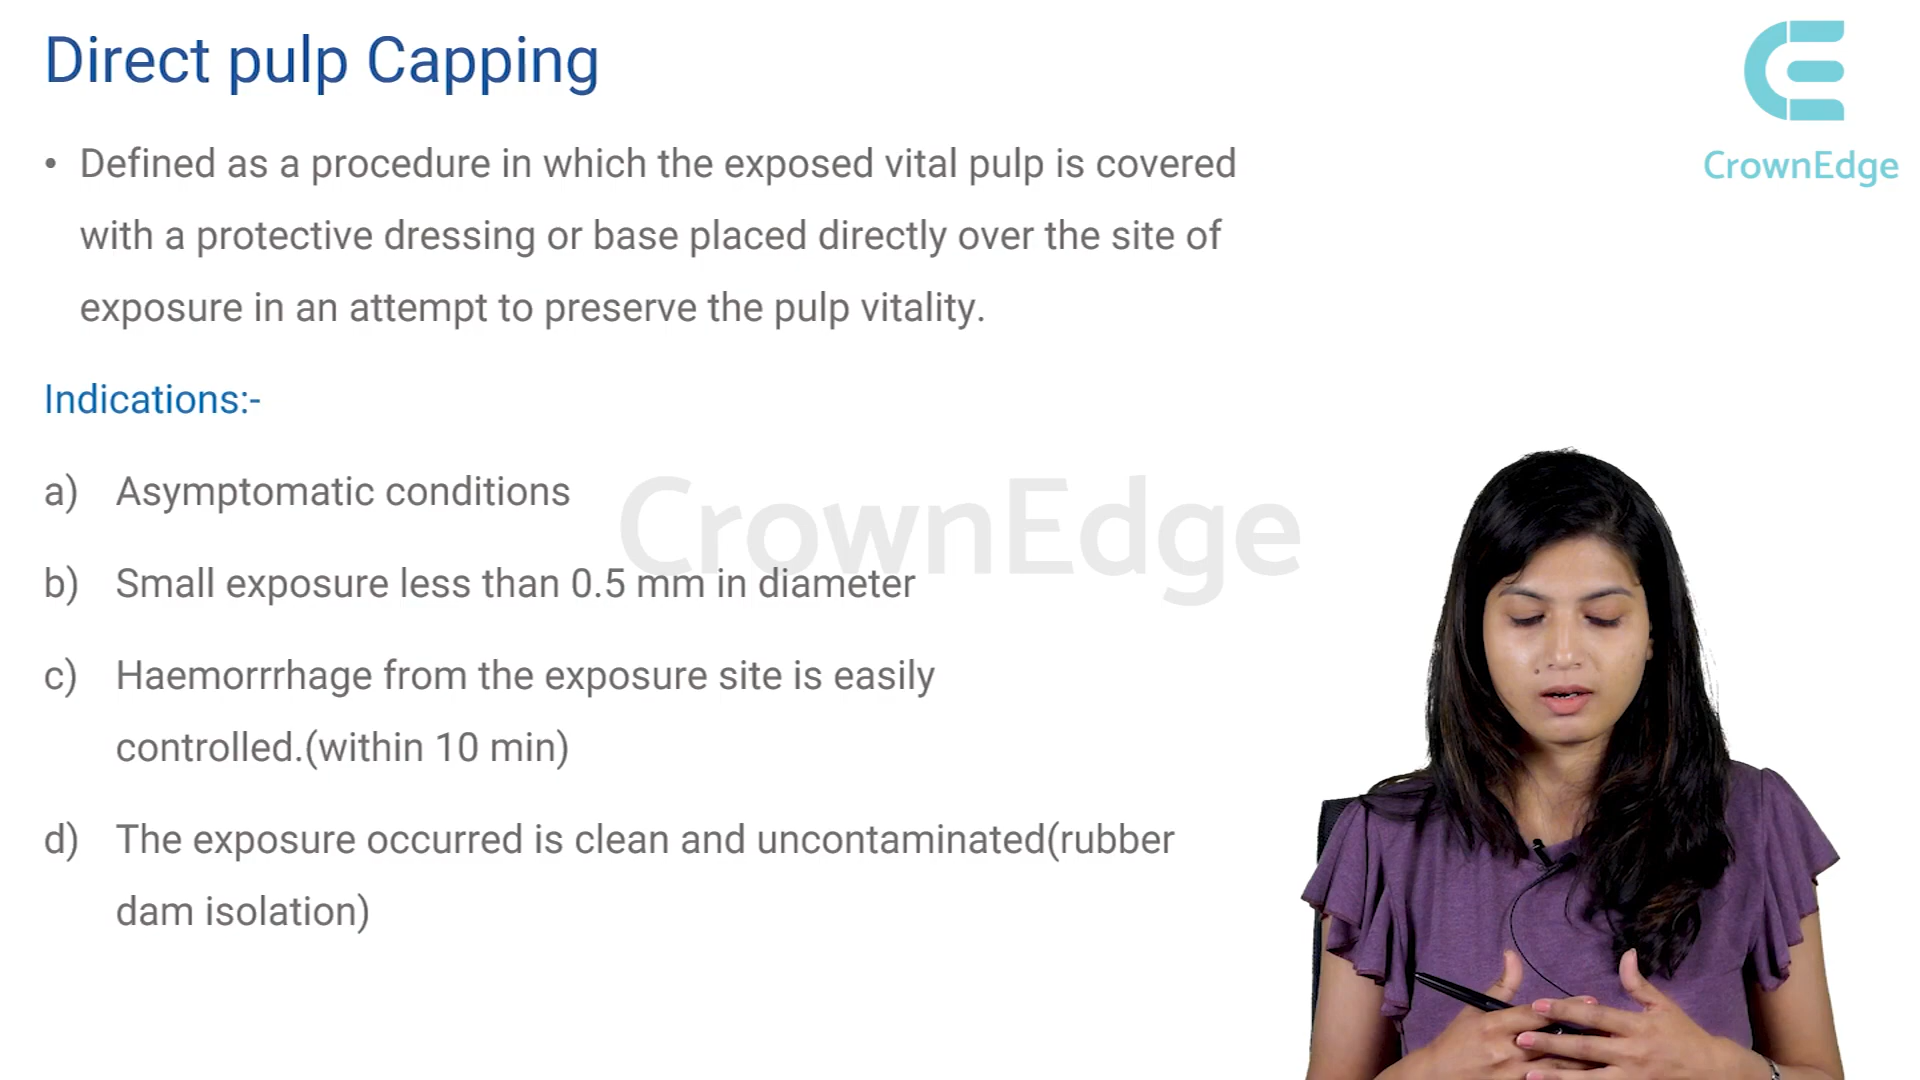 Direct pulp Capping
CrownEdge
• Defined as a procedure in which the exposed vital pulp is covered
with a protective dressing or base placed directly over the site of
exposure in an attempt to preserve the pulp vitality.
Indications:-
a) Asymptomatic conditions
CrownEdge
b) Small exposure less than 0.5 mm in diameter
c) Haemorrrhage from the exposure site is easily
controlled.(within 10 min)
d) The exposure occurred is clean and uncontaminated(rubber
dam isolation)